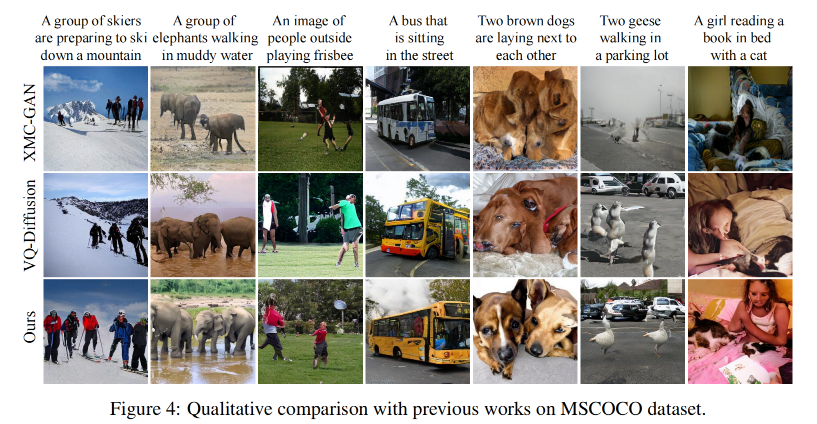 A group of skiers
are preparing to ski
down a mountain
A group of
elephants walking
in muddy water
An image of
people outside
playing frisbee
A bus that
is sitting
in the street
Two brown dogs
are laying next to
each other
Two geese
walking in
a parking lot
A girl reading a
book in bed
with a cat
XMC-GAN
VQ-Diffusion
Ours
Figure 4: Qualitative comparison with previous works on MSCOCO dataset.